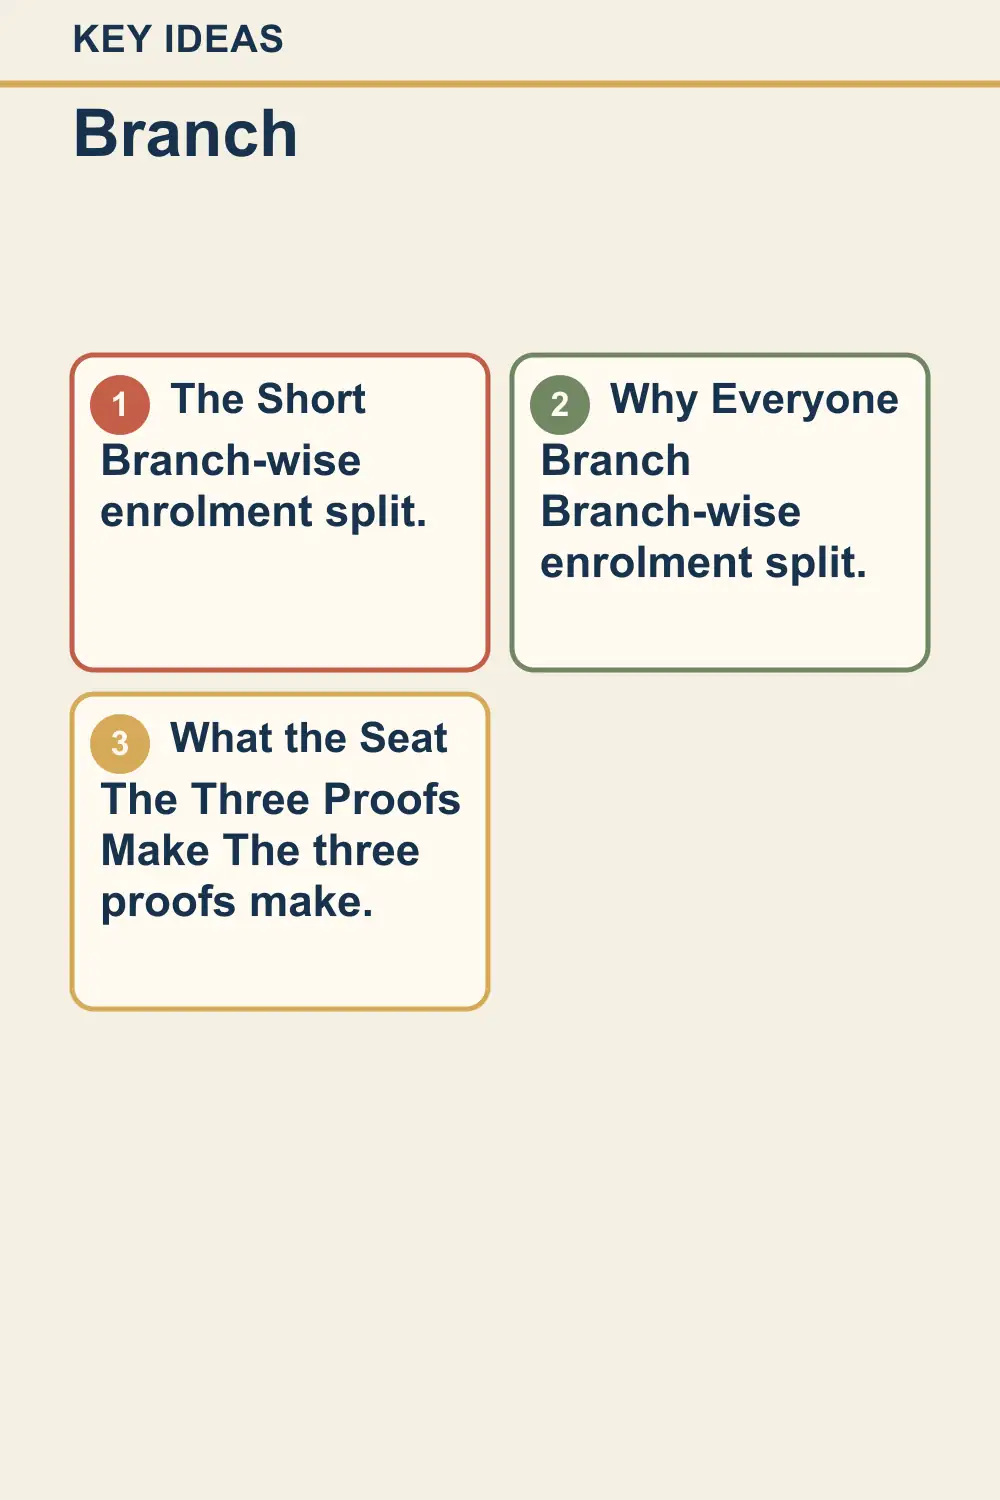 KEY IDEAS
Branch
1 The Short
Branch-wise
enrolment split.
2 Why Everyone
Branch
Branch-wise
enrolment split.
3 What the Seat
The Three Proofs
Make The three
proofs make.